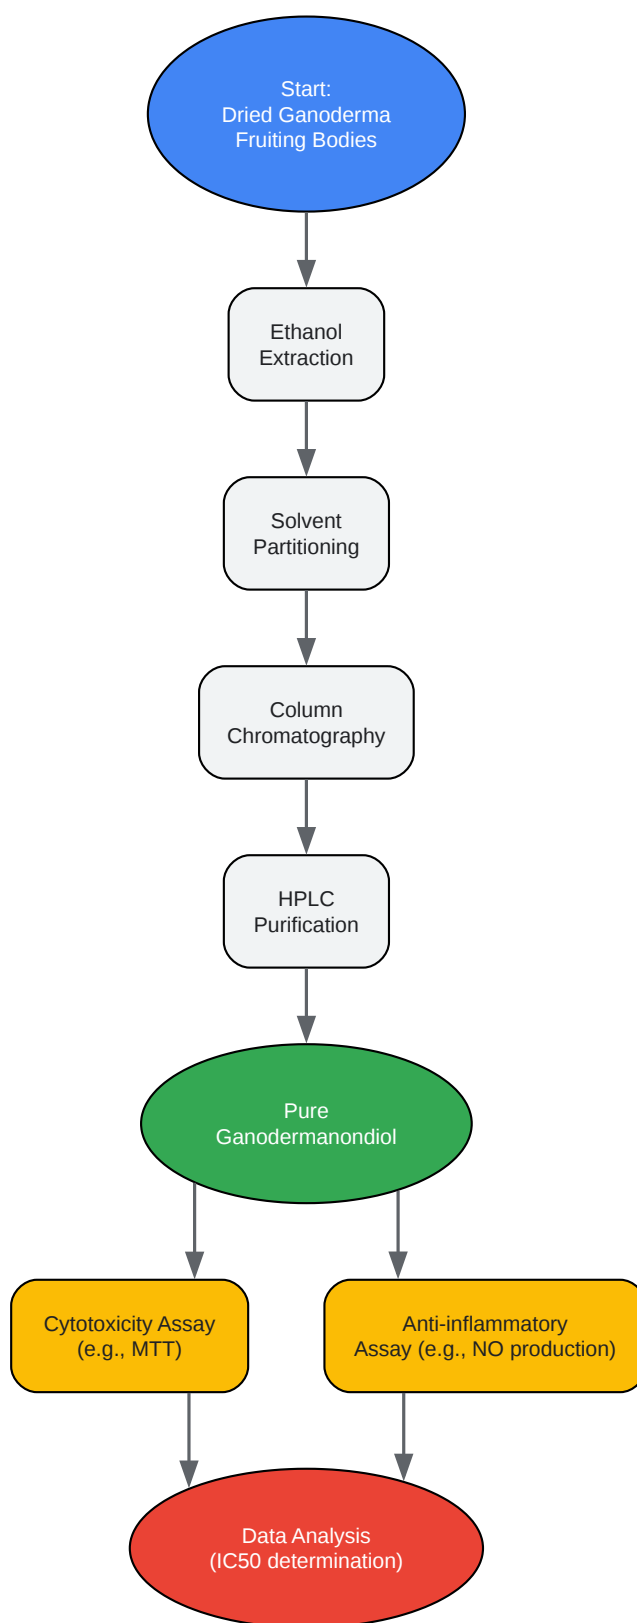 Start:
Dried Ganoderma
Fruiting Bodies
Ethanol
Extraction
Solvent
Partitioning
Column
Chromatography
HPLC
Purification
Pure
Ganodermanondiol
Cytotoxicity Assay
(e.g., MTT)
Anti-inflammatory
Assay (e.g., NO production)
Data Analysis
(IC50 determination)